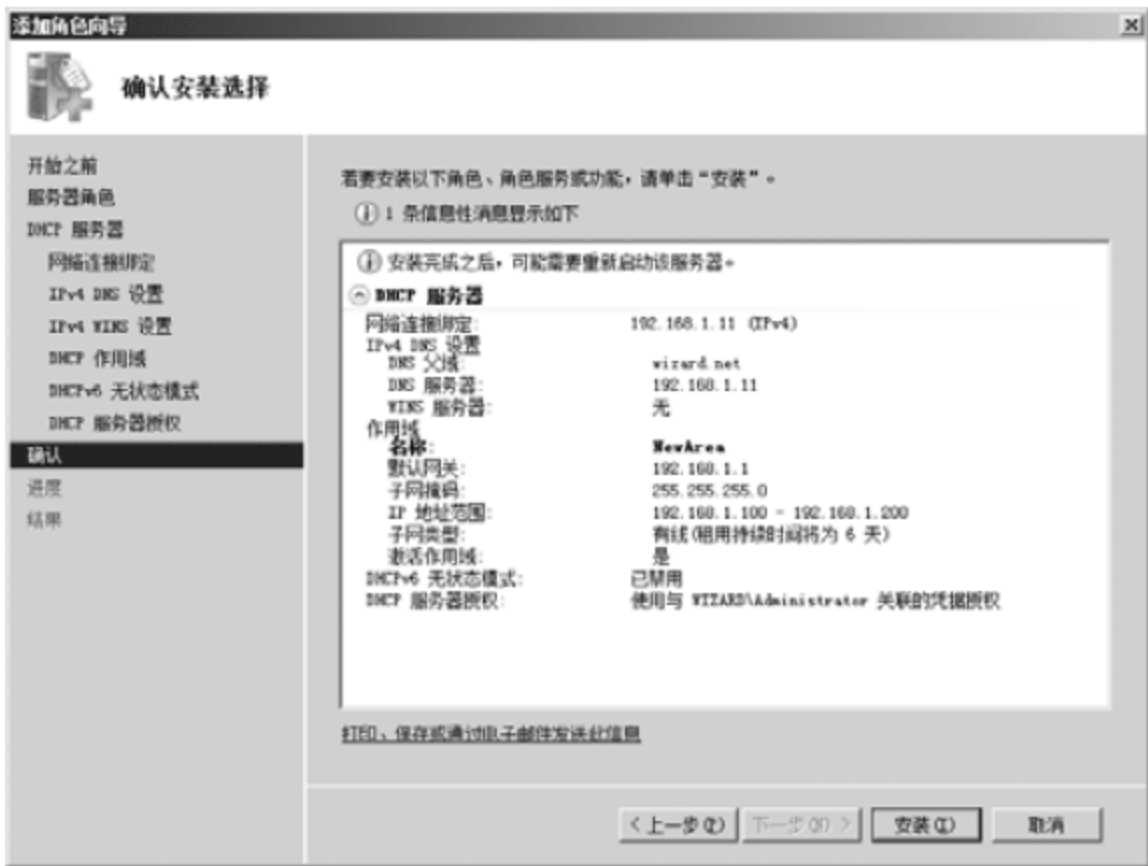 添加角色向导
确认安装选择
开始之前
服务器角色
DHCP 服务器
网络连接绑定
IPv4 DNS 设置
IPv4 WINS 设置
DHCP 作用域
DHCPv6 无状态模式
DHCP 服务器授权
确认
进度
结果
若要安装以下角色、角色服务或功能，请单击“安装”。
1 条信息性消息显示如下
安装完成之后，可能需要重新启动该服务器。
DHCP 服务器
网络连接绑定: 192.168.1.11 (IPv4)
IPv4 DNS 设置
DNS 父域: wizard.net
DNS 服务器: 192.168.1.11
WINS 服务器: 无
作用域
名称: NewArea
默认网关: 192.168.1.1
子网掩码: 255.255.255.0
IP 地址范围: 192.168.1.100 - 192.168.1.200
子网类型: 有线(租用持续时间将为 6 天)
激活作用域: 是
DHCPv6 无状态模式: 已禁用
DHCP 服务器授权: 使用与 WIZARD\Administrator 关联的凭据授权
打印、保存或通过电子邮件发送此信息
< 上一步(P) 下一步(N) > 安装(I) 取消